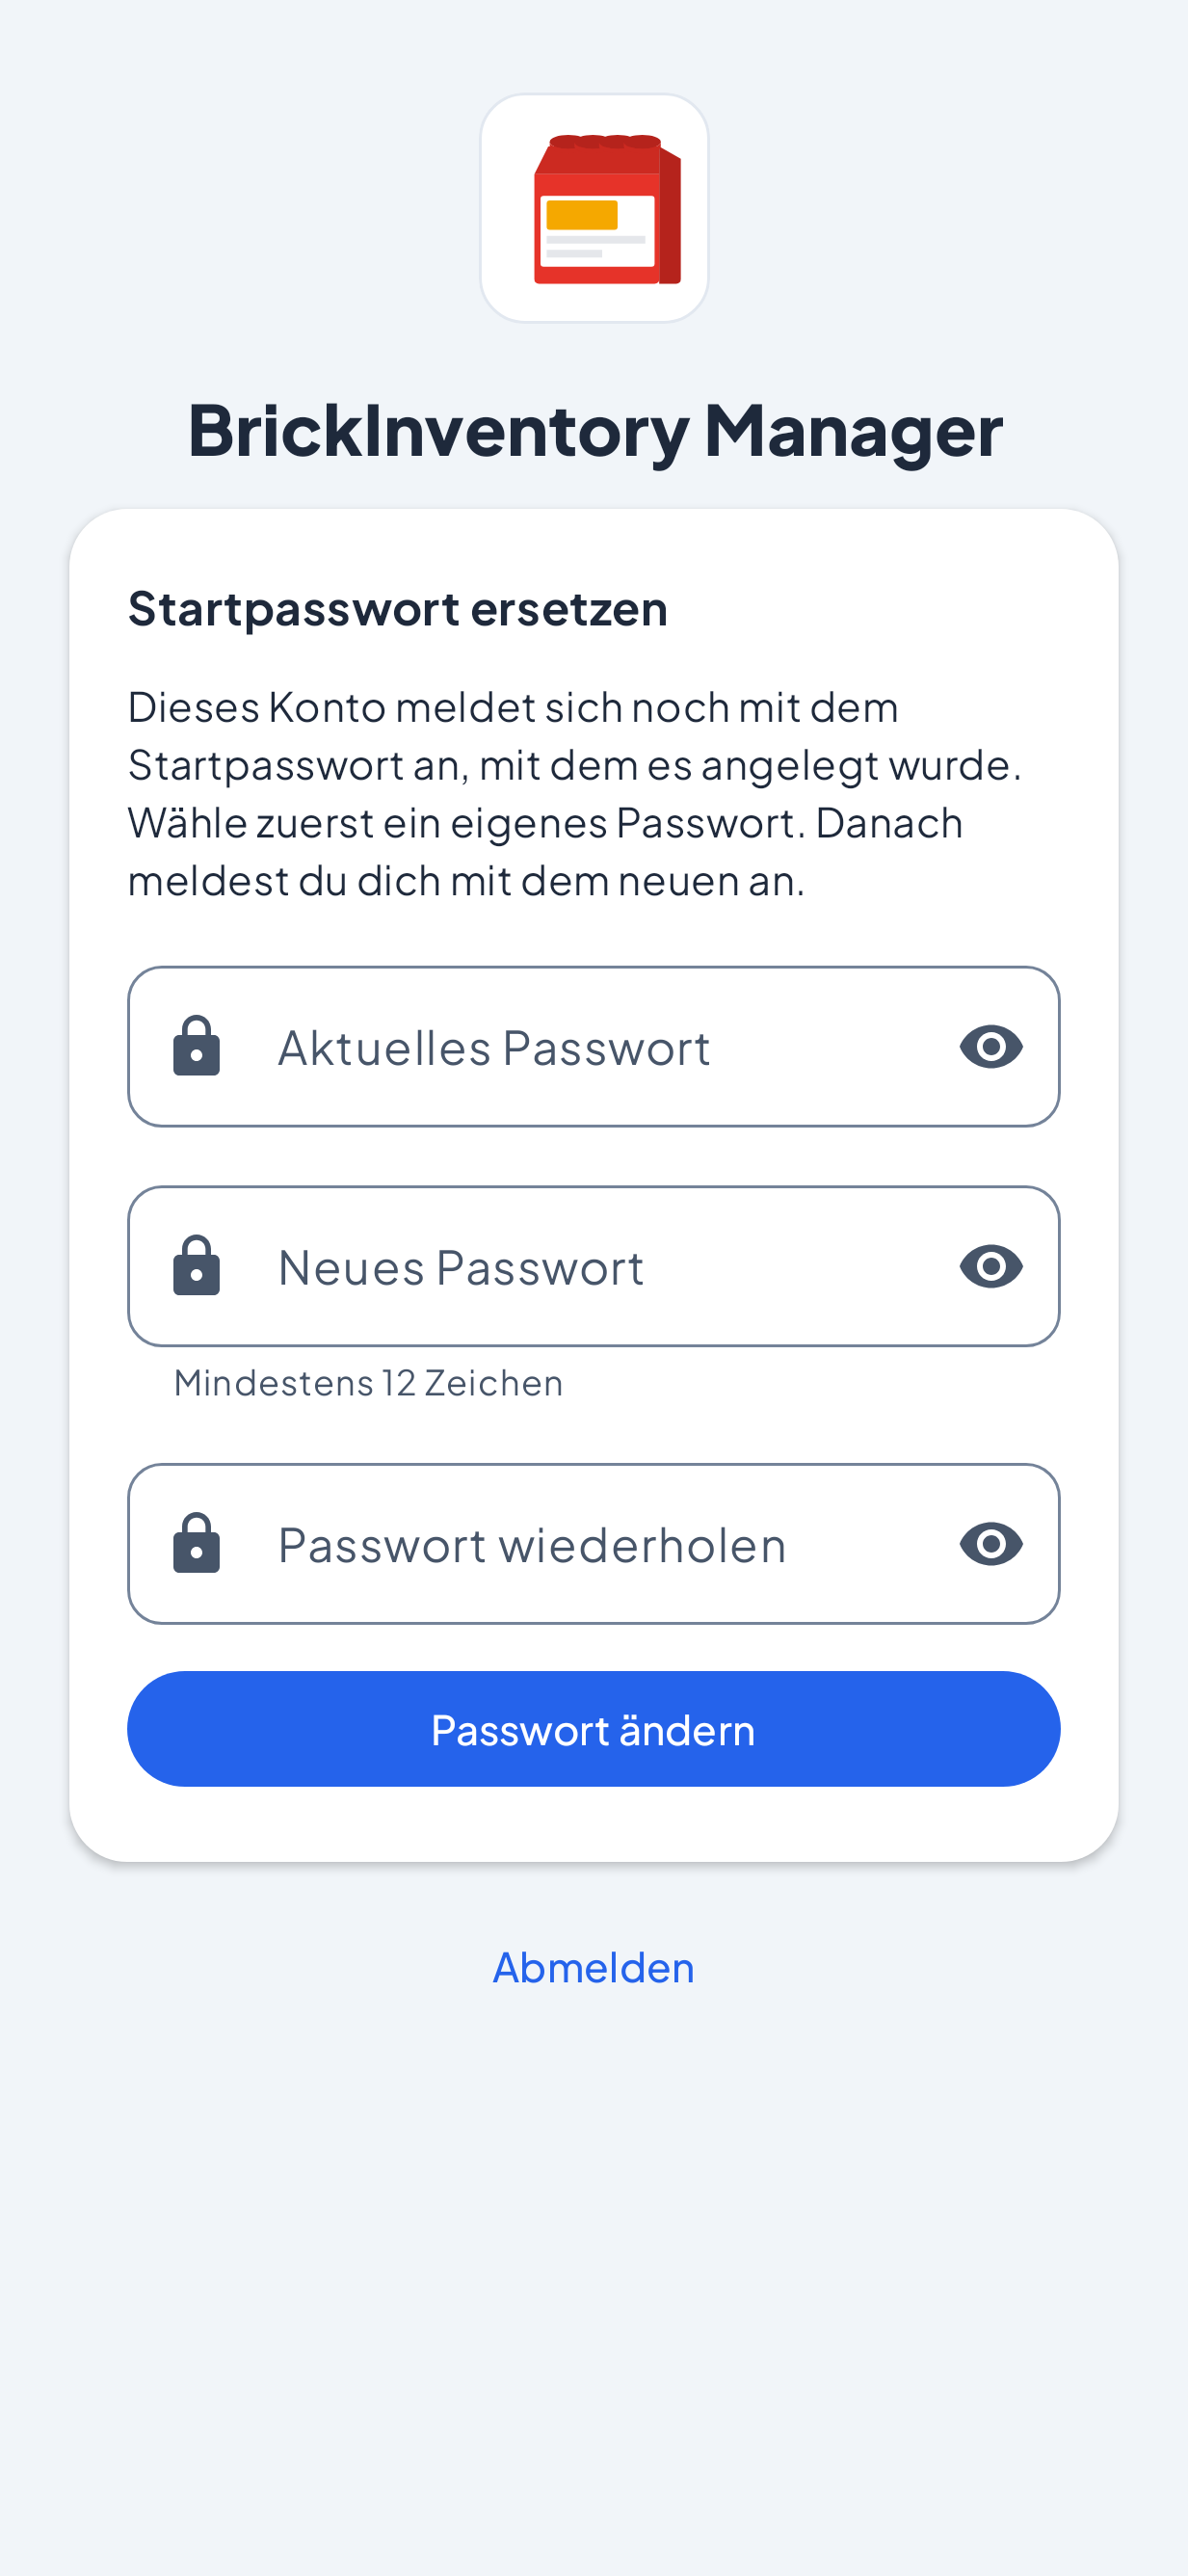 BrickInventory Manager
Startpasswort ersetzen
Dieses Konto meldet sich noch mit dem
Startpasswort an, mit dem es angelegt wurde.
Wähle zuerst ein eigenes Passwort. Danach
meldest du dich mit dem neuen an.
Aktuelles Passwort
Neues Passwort
Mindestens 12 Zeichen
Passwort wiederholen
Passwort ändern
Abmelden